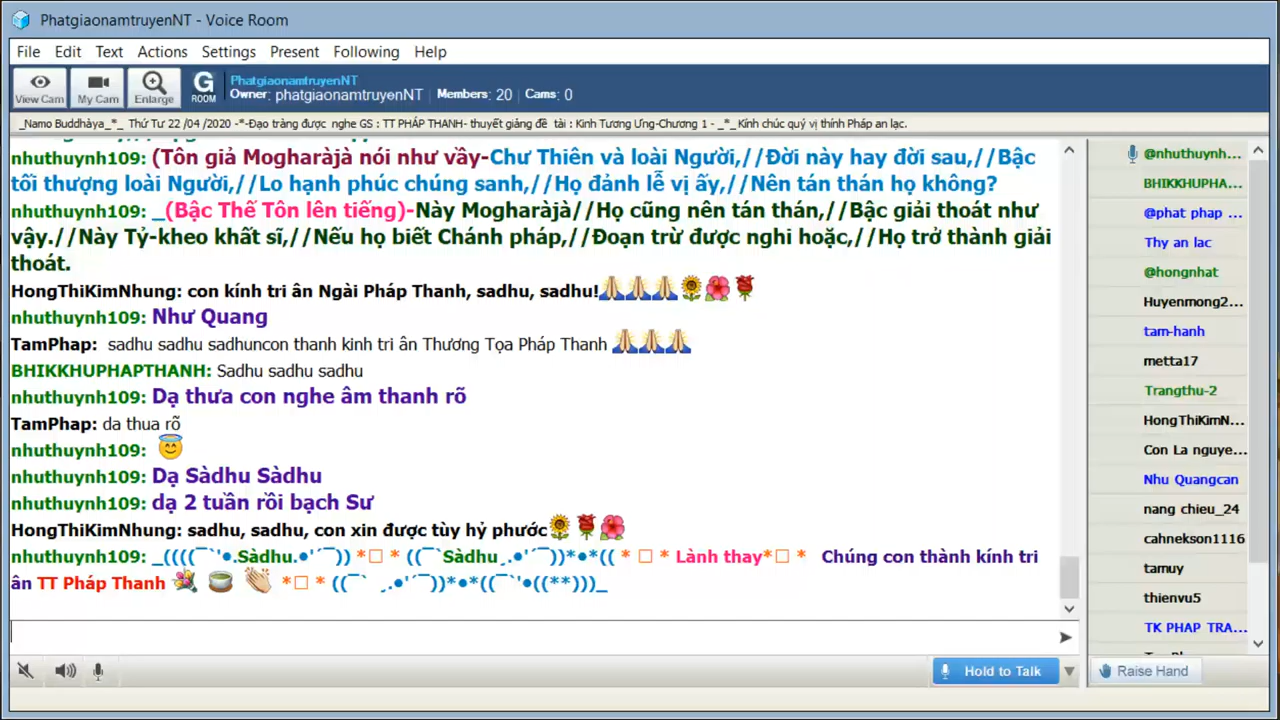 PhatgiaonamtruyenNT - Voice Room
File Edit Text Actions Settings Present Following Help
View Cam My Cam Enlarge G ROOM
PhatgiaonamtruyenNT
Owner: phatgiaonamtruyenNT Members: 20 Cams: 0
_Namo Buddhàya_*_ Thứ Tư 22 /04 /2020 -*-Đạo tràng được nghe GS : TT PHÁP THANH- thuyết giảng đề tài : Kinh Tương Ưng-Chương 1 - _*_Kính chúc quý vị thính Pháp an lạc.
nhuthuynh109: (Tôn giả Mogharàjà nói như vầy-Chư Thiên và loài Người,//Đời này hay đời sau,//Bậc
tối thượng loài Người,//Lo hạnh phúc chúng sanh,//Họ đảnh lễ vị ấy,//Nên tán thán họ không?
nhuthuynh109: _(Bậc Thế Tôn lên tiếng)-Này Mogharàjà//Họ cũng nên tán thán,//Bậc giải thoát như
vậy.//Này Tỷ-kheo khất sĩ,//Nếu họ biết Chánh pháp,//Đoạn trừ được nghi hoặc,//Họ trở thành giải
thoát.
HongThiKimNhung: con kính tri ân Ngài Pháp Thanh, sadhu, sadhu!🙏🙏🙏🌻🌺🌹
nhuthuynh109: Như Quang
TamPhap: sadhu sadhu sadhuncon thanh kinh tri ân Thương Tọa Pháp Thanh 🙏🙏🙏
BHIKKHUPHAPTHANH: Sadhu sadhu sadhu
nhuthuynh109: Dạ thưa con nghe âm thanh rõ
TamPhap: da thua rõ
nhuthuynh109: 😇
nhuthuynh109: Dạ Sàdhu Sàdhu
nhuthuynh109: dạ 2 tuần rồi bạch Sư
HongThiKimNhung: sadhu, sadhu, con xin được tùy hỷ phước🌻🌹🌺
nhuthuynh109: _((((¯`'•.Sàdhu.•'´¯)) *□ * ((¯`Sàdhu¸.•'´¯))*•*(( * □ * Lành thay*□ * Chúng con thành kính tri
ân TT Pháp Thanh 💐 🍵 👏 *□ * ((¯` ¸.•'´¯))*•*((¯`'•((**)))_
@nhuthuynh...
BHIKKHUPHA...
@phat phap ...
Thy an lac
@hongnhat
Huyenmong2...
tam-hanh
metta17
Trangthu-2
HongThiKimN...
Con La nguye...
Nhu Quangcan
nang chieu_24
cahnekson1116
tamuy
thienvu5
TK PHAP TRA...
Hold to Talk
Raise Hand